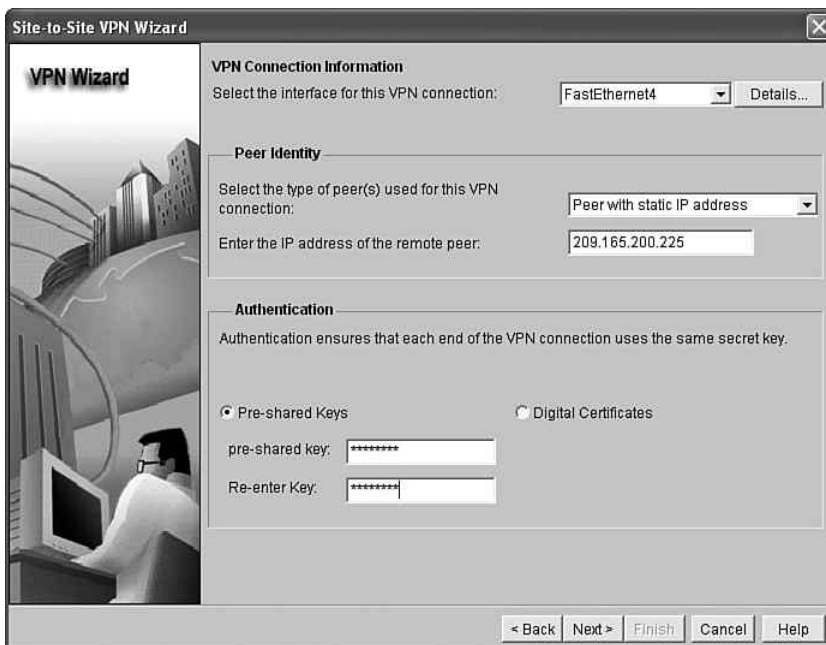 Site-to-Site VPN Wizard
VPN Wizard
VPN Connection Information
Select the interface for this VPN connection:
FastEthernet4
Details...
Peer Identity
Select the type of peer(s) used for this VPN
connection:
Peer with static IP address
Enter the IP address of the remote peer:
209.165.200.225
Authentication
Authentication ensures that each end of the VPN connection uses the same secret key.
Pre-shared Keys
Digital Certificates
pre-shared key:
********
Re-enter Key:
********
< Back
Next >
Finish
Cancel
Help